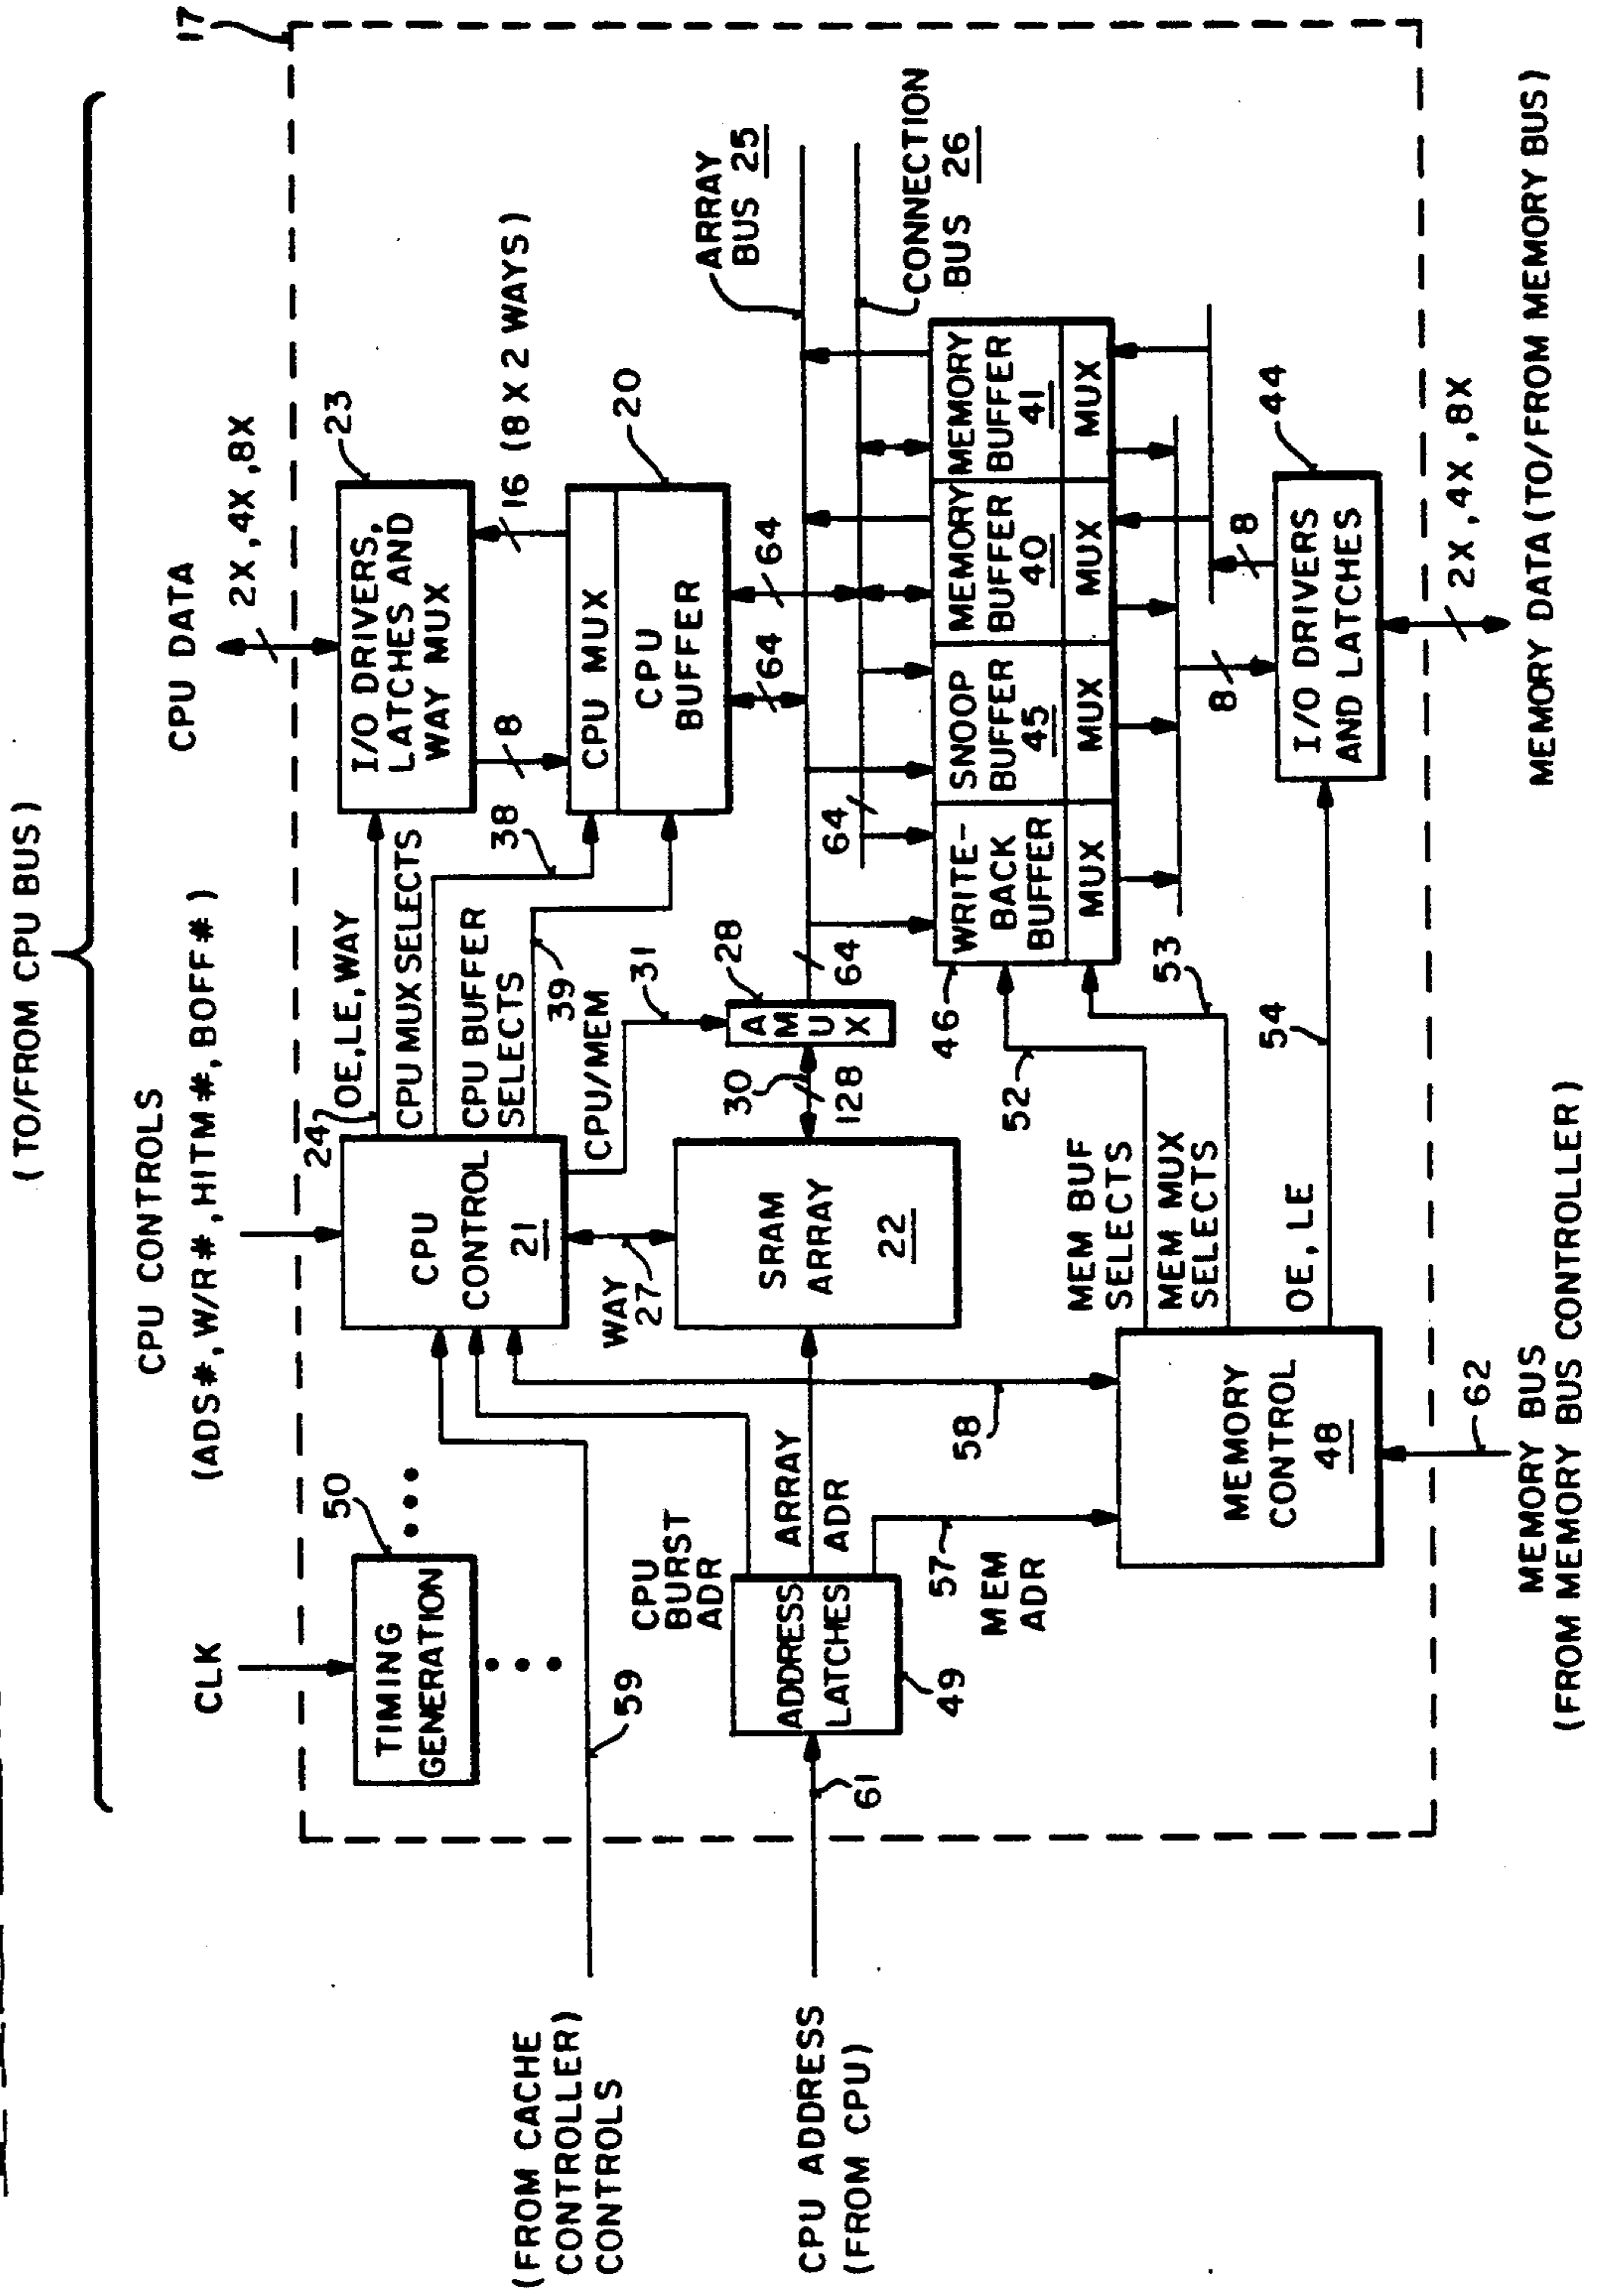 (TO/FROM CPU BUS)
CLK
CPU CONTROLS
(ADS#, W/R#, HITM#, BOFF#)
CPU DATA
2X, 4X, 8X
17
50
TIMING
GENERATION
24
OE, LE, WAY
CPU MUX SELECTS
38
CPU BUFFER
SELECTS
39
CPU
CONTROL
21
I/O DRIVERS,
LATCHES AND
WAY MUX
23
8
16 (8 X 2 WAYS)
CPU MUX
CPU
BUFFER
20
64
64
CPU/MEM
31
WAY
27
SRAM
ARRAY
22
30
128
28
AMUX
64
64
ARRAY
BUS 25
CONNECTION
BUS 26
(FROM CACHE
CONTROLLER)
CONTROLS
59
CPU ADDRESS
(FROM CPU)
61
CPU
BURST
ADR
ARRAY
ADR
ADDRESS
LATCHES
49
57
MEM
ADR
58
46
WRITE-
BACK
BUFFER
MUX
SNOOP
BUFFER
45
MUX
MEMORY
BUFFER
40
MUX
MEMORY
BUFFER
41
MUX
52
53
MEM BUF
SELECTS
MEM MUX
SELECTS
OE, LE
54
MEMORY
CONTROL
48
8
8
I/O DRIVERS
AND LATCHES
44
62
MEMORY BUS
(FROM MEMORY BUS CONTROLLER)
2X, 4X, 8X
MEMORY DATA (TO/FROM MEMORY BUS)